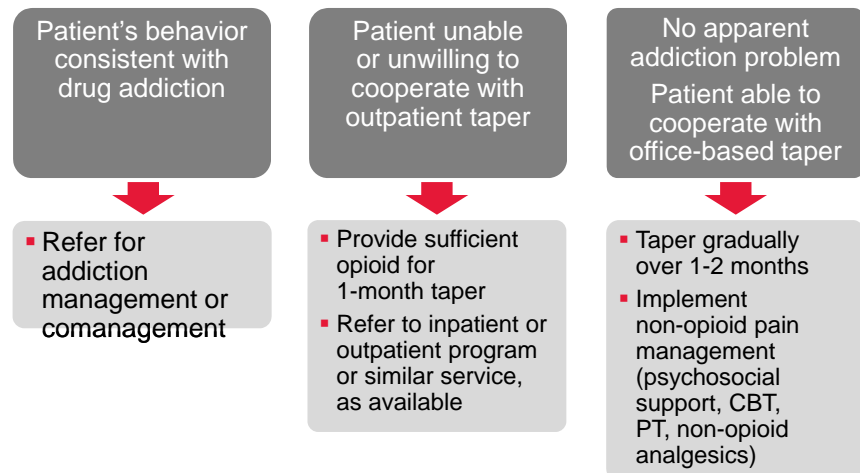 Patient’s behavior
consistent with
drug addiction
▪ Refer for
addiction
management or
comanagement
Patient unable
or unwilling to
cooperate with
outpatient taper
▪ Provide sufficient
opioid for
1-month taper
▪ Refer to inpatient or
outpatient program
or similar service,
as available
No apparent
addiction problem
Patient able to
cooperate with
office-based taper
▪ Taper gradually
over 1-2 months
▪ Implement
non-opioid pain
management
(psychosocial
support, CBT,
PT, non-opioid
analgesics)